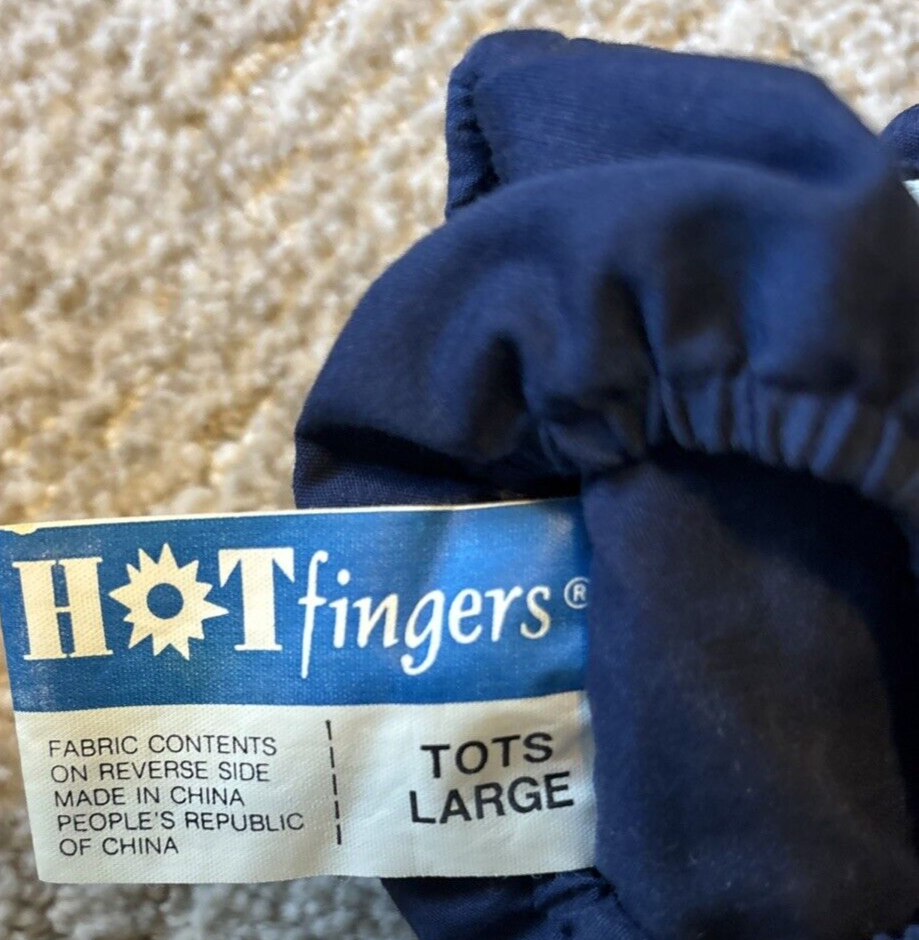 HOTfingers®
FABRIC CONTENTS
ON REVERSE SIDE
MADE IN CHINA
PEOPLE'S REPUBLIC
OF CHINA
TOTS
LARGE